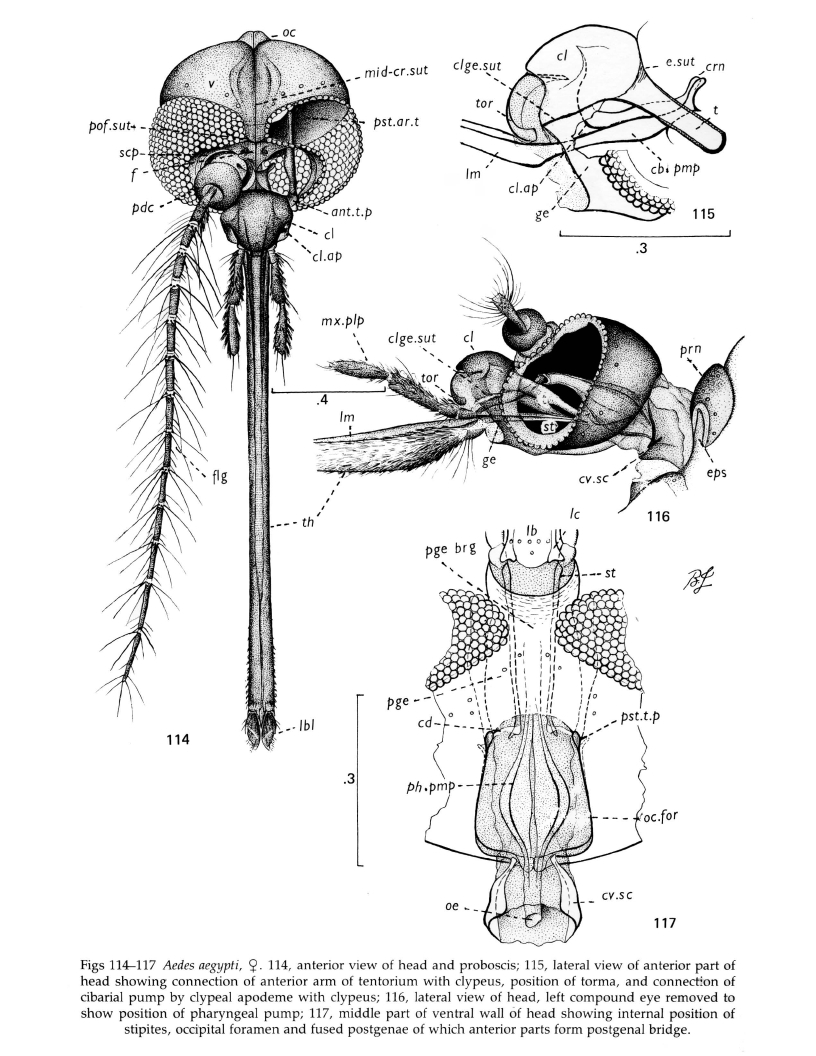 oc
v
mid-cr.sut
pof.sut
pst.ar.t
scp
f
pdc
ant.t.p
cl
cl.ap
flg
th
lbl
114
.4
clge.sut
cl
e.sut
crn
tor
t
lm
cl.ap
cb.pmp
ge
115
.3
mx.plp
clge.sut
cl
prn
tor
lm
st
ge
cv.sc
eps
116
lb
lc
pge brg
st
pge
cd
pst.t.p
.3
ph.pmp
oc.for
oe
cv.sc
117
Figs 114–117 Aedes aegypti, ♀. 114, anterior view of head and proboscis; 115, lateral view of anterior part of
head showing connection of anterior arm of tentorium with clypeus, position of torma, and connection of
cibarial pump by clypeal apodeme with clypeus; 116, lateral view of head, left compound eye removed to
show position of pharyngeal pump; 117, middle part of ventral wall of head showing internal position of
stipites, occipital foramen and fused postgenae of which anterior parts form postgenal bridge.